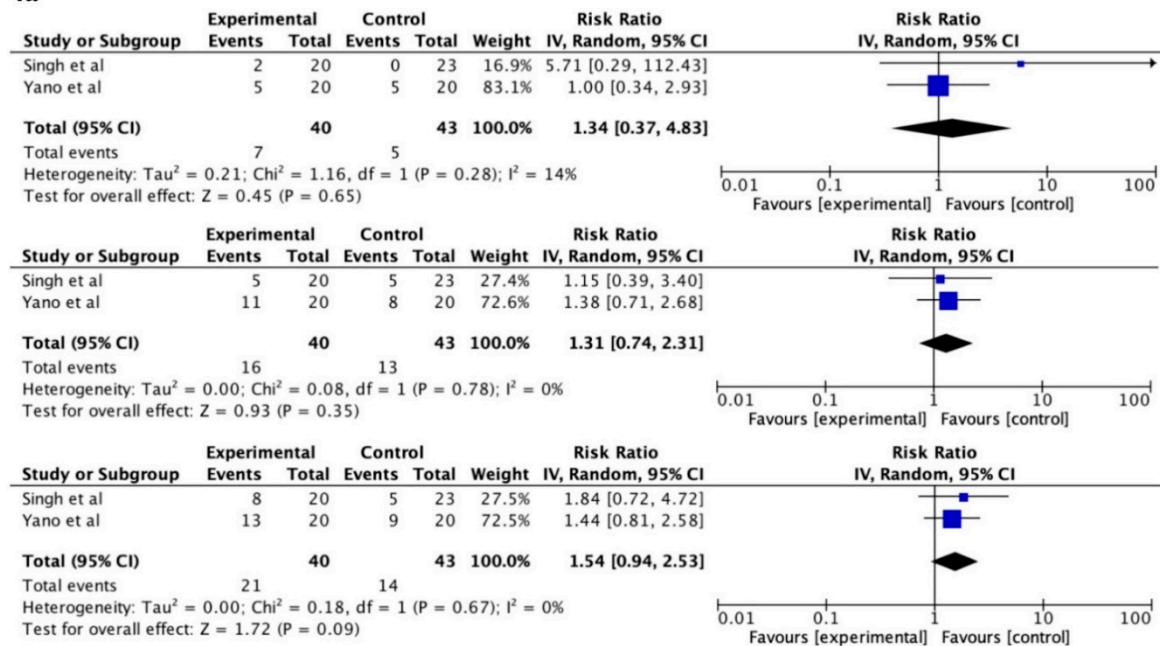 Experimental Control Risk Ratio Risk Ratio
Study or Subgroup Events Total Events Total Weight IV, Random, 95% CI IV, Random, 95% CI
Singh et al 2 20 0 23 16.9% 5.71 [0.29, 112.43]
Yano et al 5 20 5 20 83.1% 1.00 [0.34, 2.93]
Total (95% CI) 40 43 100.0% 1.34 [0.37, 4.83]
Total events 7 5
Heterogeneity: Tau² = 0.21; Chi² = 1.16, df = 1 (P = 0.28); I² = 14%
Test for overall effect: Z = 0.45 (P = 0.65)
0.01 0.1 1 10 100
Favours [experimental] Favours [control]
Experimental Control Risk Ratio Risk Ratio
Study or Subgroup Events Total Events Total Weight IV, Random, 95% CI IV, Random, 95% CI
Singh et al 5 20 5 23 27.4% 1.15 [0.39, 3.40]
Yano et al 11 20 8 20 72.6% 1.38 [0.71, 2.68]
Total (95% CI) 40 43 100.0% 1.31 [0.74, 2.31]
Total events 16 13
Heterogeneity: Tau² = 0.00; Chi² = 0.08, df = 1 (P = 0.78); I² = 0%
Test for overall effect: Z = 0.93 (P = 0.35)
0.01 0.1 1 10 100
Favours [experimental] Favours [control]
Experimental Control Risk Ratio Risk Ratio
Study or Subgroup Events Total Events Total Weight IV, Random, 95% CI IV, Random, 95% CI
Singh et al 8 20 5 23 27.5% 1.84 [0.72, 4.72]
Yano et al 13 20 9 20 72.5% 1.44 [0.81, 2.58]
Total (95% CI) 40 43 100.0% 1.54 [0.94, 2.53]
Total events 21 14
Heterogeneity: Tau² = 0.00; Chi² = 0.18, df = 1 (P = 0.67); I² = 0%
Test for overall effect: Z = 1.72 (P = 0.09)
0.01 0.1 1 10 100
Favours [experimental] Favours [control]